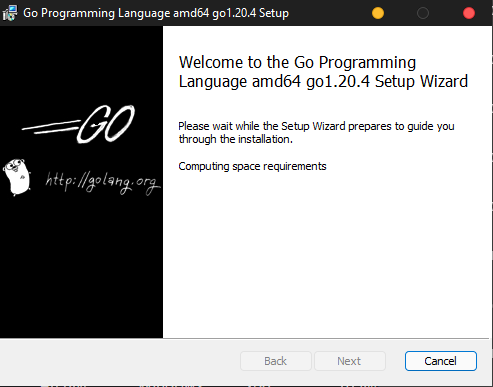 Go Programming Language amd64 go1.20.4 Setup
Welcome to the Go Programming
Language amd64 go1.20.4 Setup Wizard
Please wait while the Setup Wizard prepares to guide you
through the installation.
Computing space requirements
GO
http://golang.org
Back
Next
Cancel